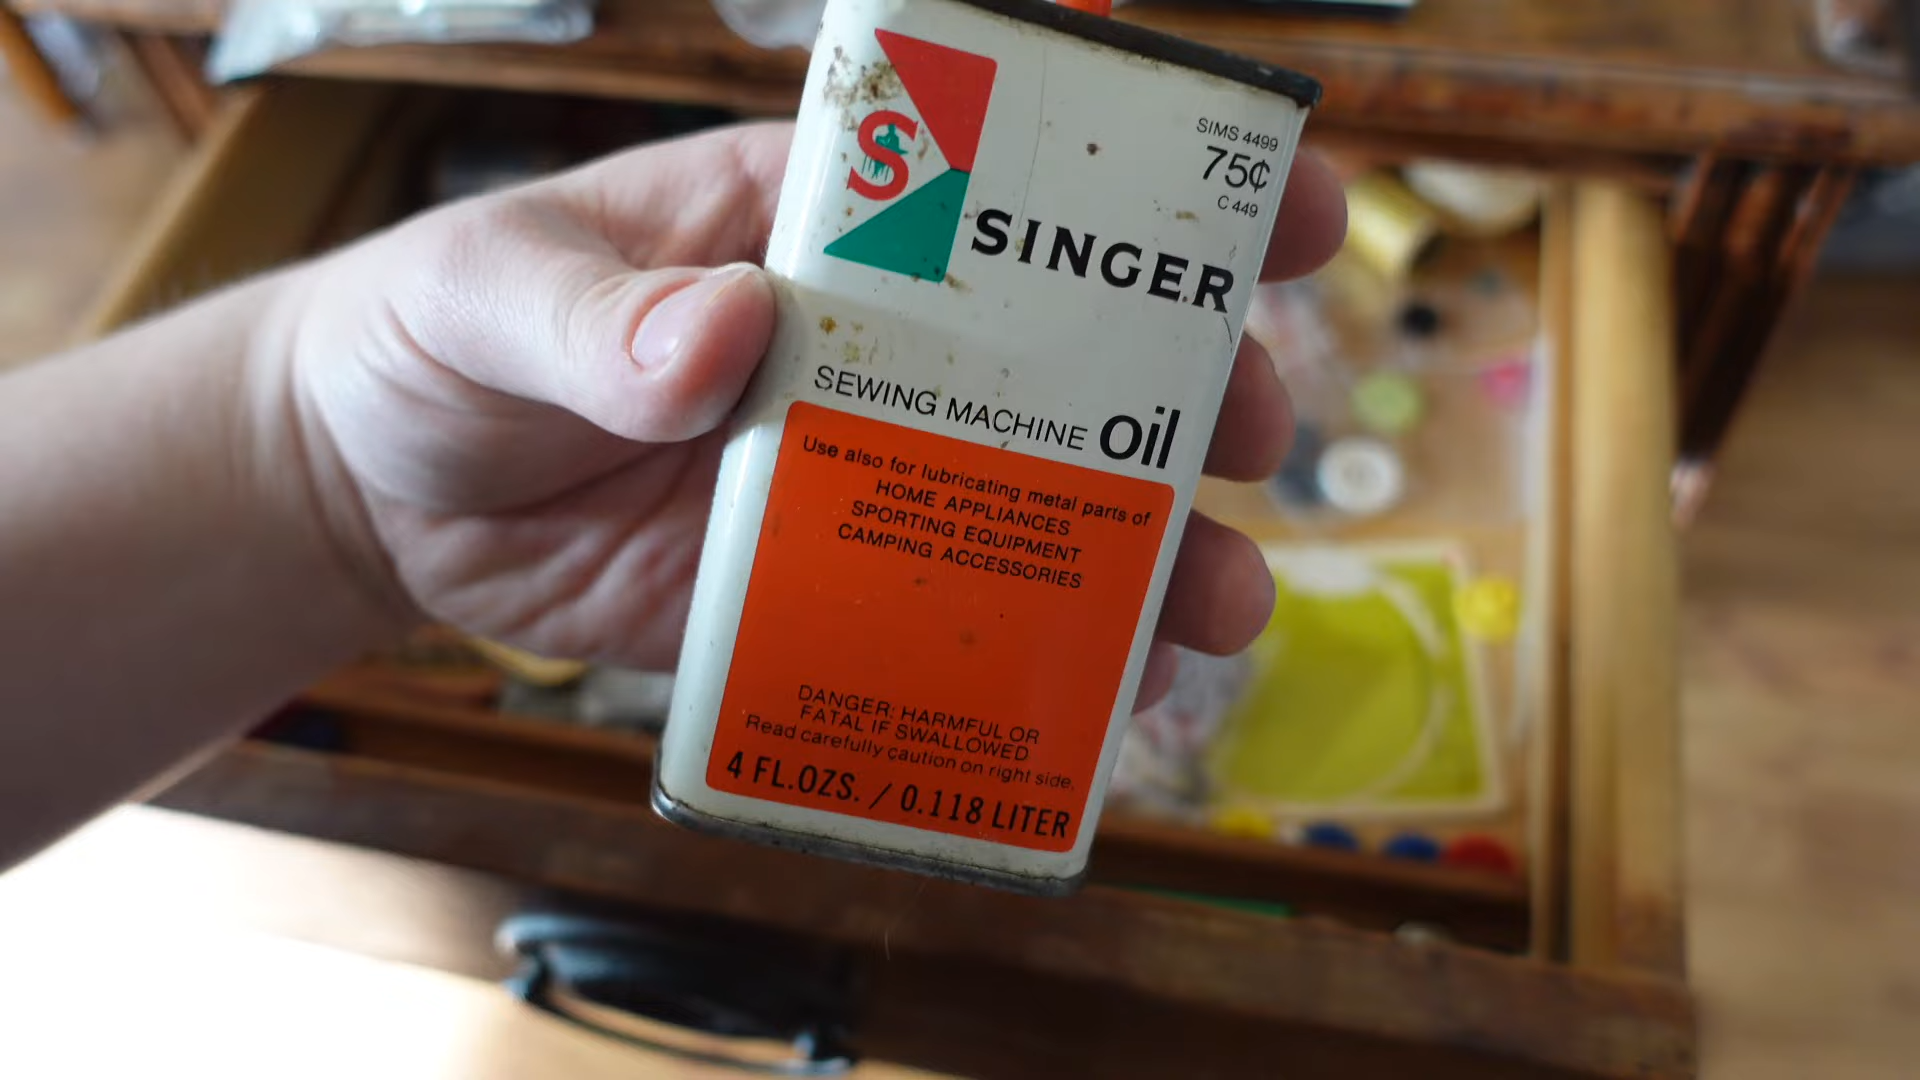 S
SIMS 4499
75¢
C 449
SINGER
SEWING MACHINE oil
Use also for lubricating metal parts of
HOME APPLIANCES
SPORTING EQUIPMENT
CAMPING ACCESSORIES
DANGER: HARMFUL OR
FATAL IF SWALLOWED
Read carefully caution on right side.
4 FL.OZS. / 0.118 LITER